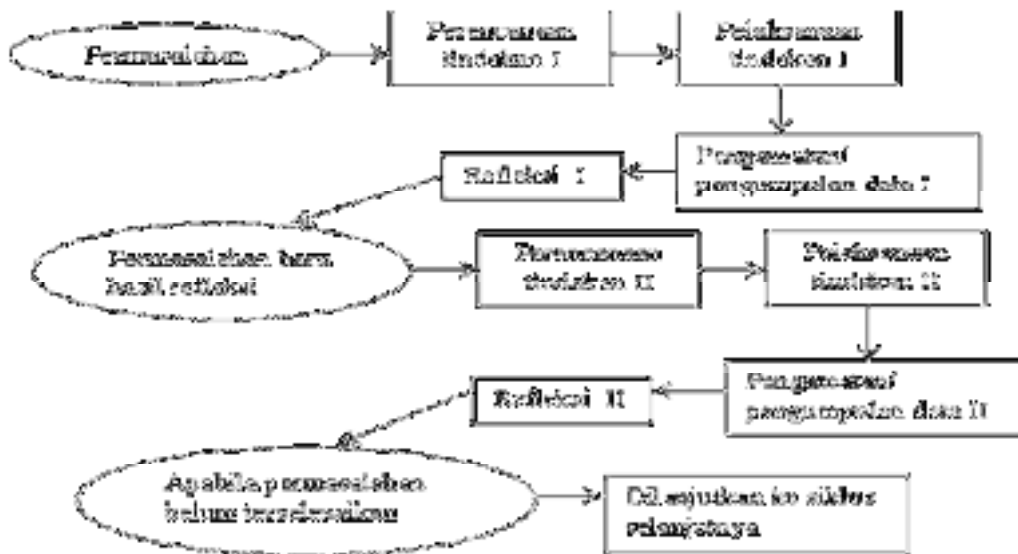 Permasalahan
Perencanaan
tindakan I
Pelaksanaan
tindakan I
Pengamatan/
pengumpulan data I
Refleksi I
Permasalahan baru
hasil refleksi
Perencanaan
tindakan II
Pelaksanaan
tindakan II
Pengamatan/
pengumpulan data II
Refleksi II
Apabila permasalahan
belum terselesaikan
Dilanjutkan ke siklus
selanjutnya